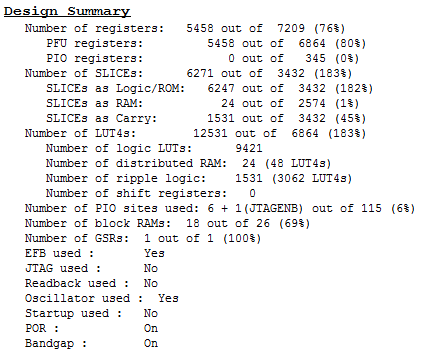 Design Summary
Number of registers: 5458 out of 7209 (76%)
PFU registers: 5458 out of 6864 (80%)
PIO registers: 0 out of 345 (0%)
Number of SLICEs: 6271 out of 3432 (183%)
SLICEs as Logic/ROM: 6247 out of 3432 (182%)
SLICEs as RAM: 24 out of 2574 (1%)
SLICEs as Carry: 1531 out of 3432 (45%)
Number of LUT4s: 12531 out of 6864 (183%)
Number of logic LUTs: 9421
Number of distributed RAM: 24 (48 LUT4s)
Number of ripple logic: 1531 (3062 LUT4s)
Number of shift registers: 0
Number of PIO sites used: 6 + 1(JTAGENB) out of 115 (6%)
Number of block RAMs: 18 out of 26 (69%)
Number of GSRs: 1 out of 1 (100%)
EFB used : Yes
JTAG used : No
Readback used : No
Oscillator used : Yes
Startup used : No
POR : On
Bandgap : On